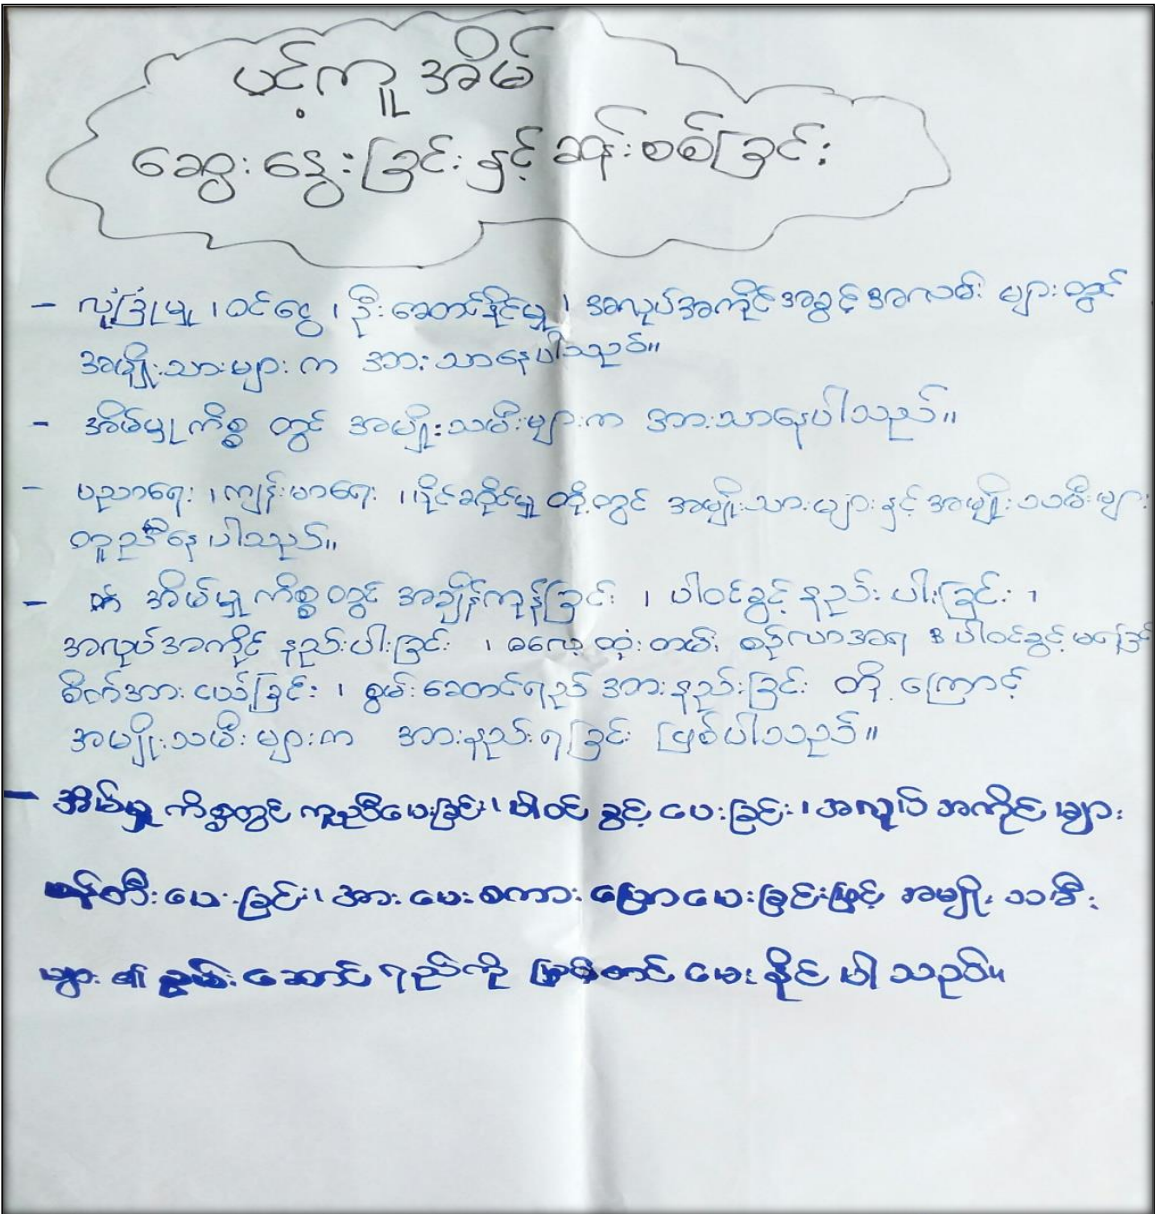 ပင့်ကူအိမ်
ဆွေးနွေးခြင်းနှင့် ဆန်းစစ်ခြင်း
- လုံခြုံမှု ၊ ဝင်ငွေ ၊ ဦးဆောင်နိုင်မှု ၊ အလုပ်အကိုင်အခွင့်အလမ်း များတွင်
အမျိုးသားများ က အားသာနေပါသည်။
- အိမ်မှုကိစ္စ တွင် အမျိုးသမီးများက အားသာနေပါသည်။
- ပညာရေး ၊ ကျန်းမာရေး ၊ ပိုင်ဆိုင်မှု တို့တွင် အမျိုးသားများနှင့် အမျိုးသမီးများ
တူညီနေပါသည်။
- အိမ်မှုကိစ္စတွင် အချိန်ကုန်ခြင်း ၊ ပါဝင်ခွင့် နည်းပါးခြင်း ၊
အလုပ်အကိုင် နည်းပါးခြင်း ၊ ဓလေ့ထုံးတမ်း စဉ်လာအရ ပါဝင်ခွင့်
စိတ်အားငယ်ခြင်း ၊ စွမ်းဆောင်ရည် အားနည်းခြင်း တို့ ကြောင့်
အမျိုးသမီးများက အားနည်းရခြင်း ဖြစ်ပါသည်။
- အိမ်မှု ကိစ္စတွင် ကူညီပေးခြင်း ၊ ပါဝင် ခွင့် ပေးခြင်း ၊ အလုပ် အကိုင် များ
ဖန်တီး ပေးခြင်း ၊ အားပေးစကား ပြောပေးခြင်းဖြင့် အမျိုးသမီး
များ ၏ စွမ်းဆောင် ရည်ကို မြှင့်တင် ပေးနိုင် ပါ သည်။